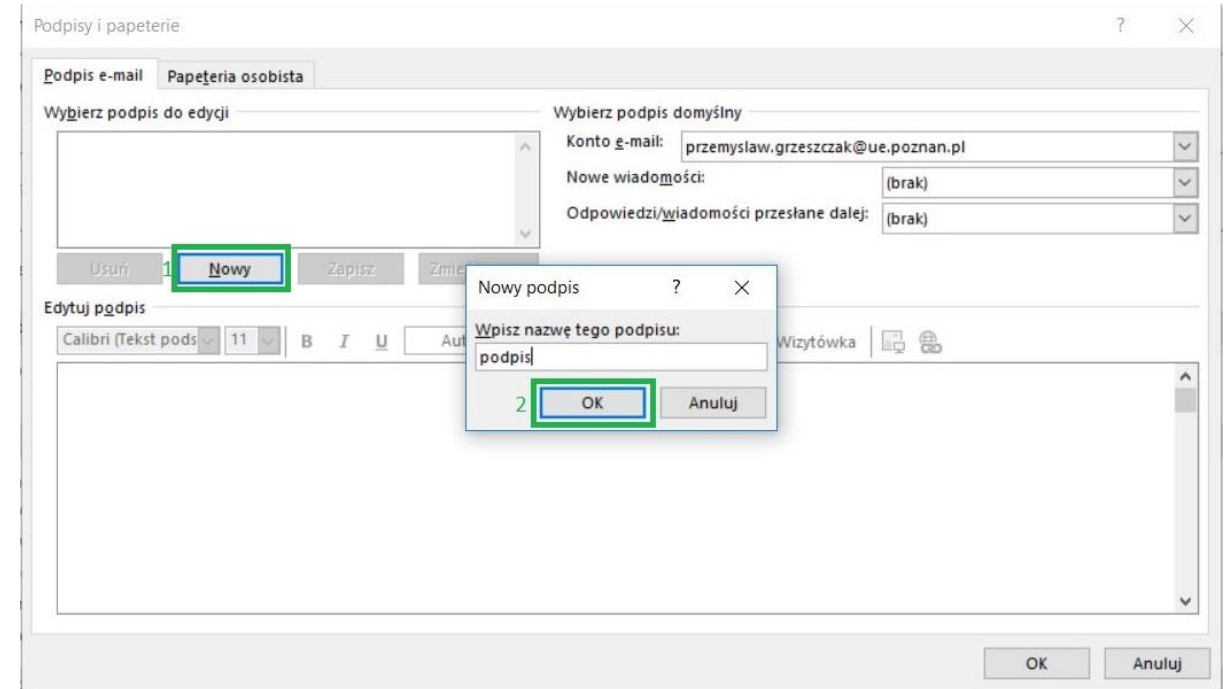 Podpisy i papeterie ?
Podpis e-mail Papeteria osobista
Wybierz podpis do edycji
Wybierz podpis domyślny
Konto e-mail: przemyslaw.grzeszczak@ue.poznan.pl
Nowe wiadomości: (brak)
Odpowiedzi/wiadomości przesłane dalej: (brak)
Usuń 1 Nowy Zapisz
Edytuj podpis
Calibri (Tekst pods 11 B I U
Wizytówka
Nowy podpis ?
Wpisz nazwę tego podpisu:
podpis
2 OK Anuluj
OK Anuluj